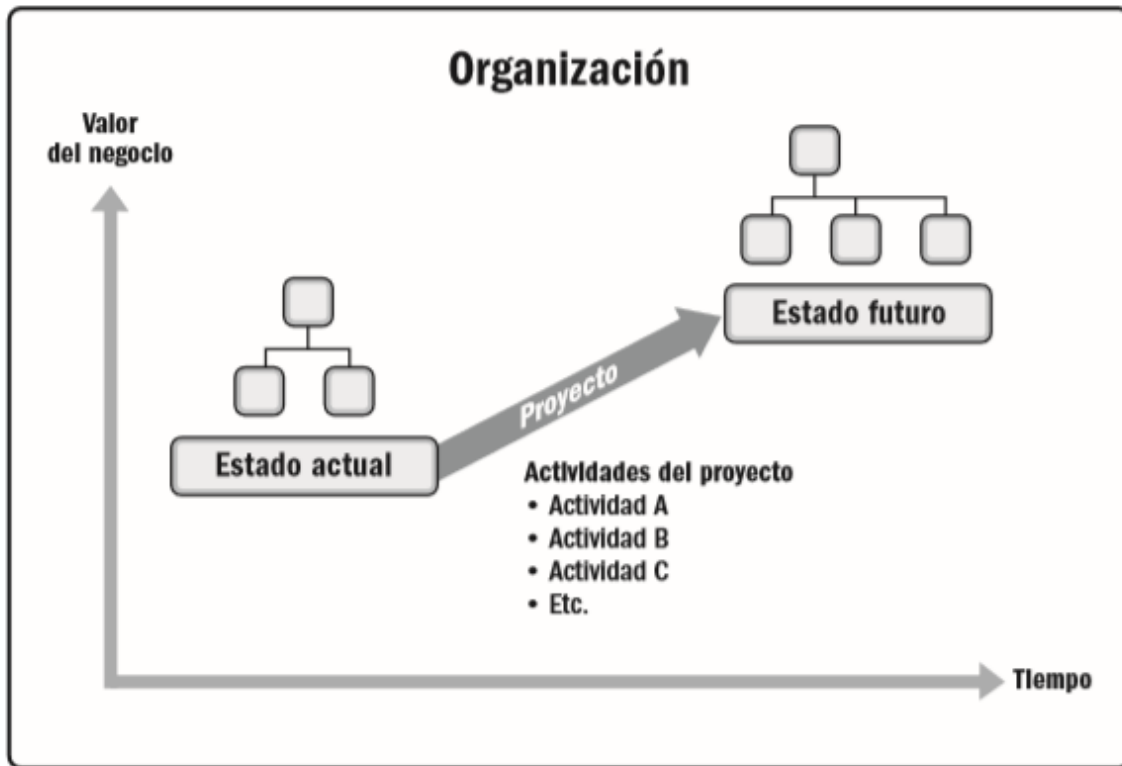 Organización
Valor
del negocio
Estado futuro
Proyecto
Estado actual
Actividades del proyecto
• Actividad A
• Actividad B
• Actividad C
• Etc.
Tiempo